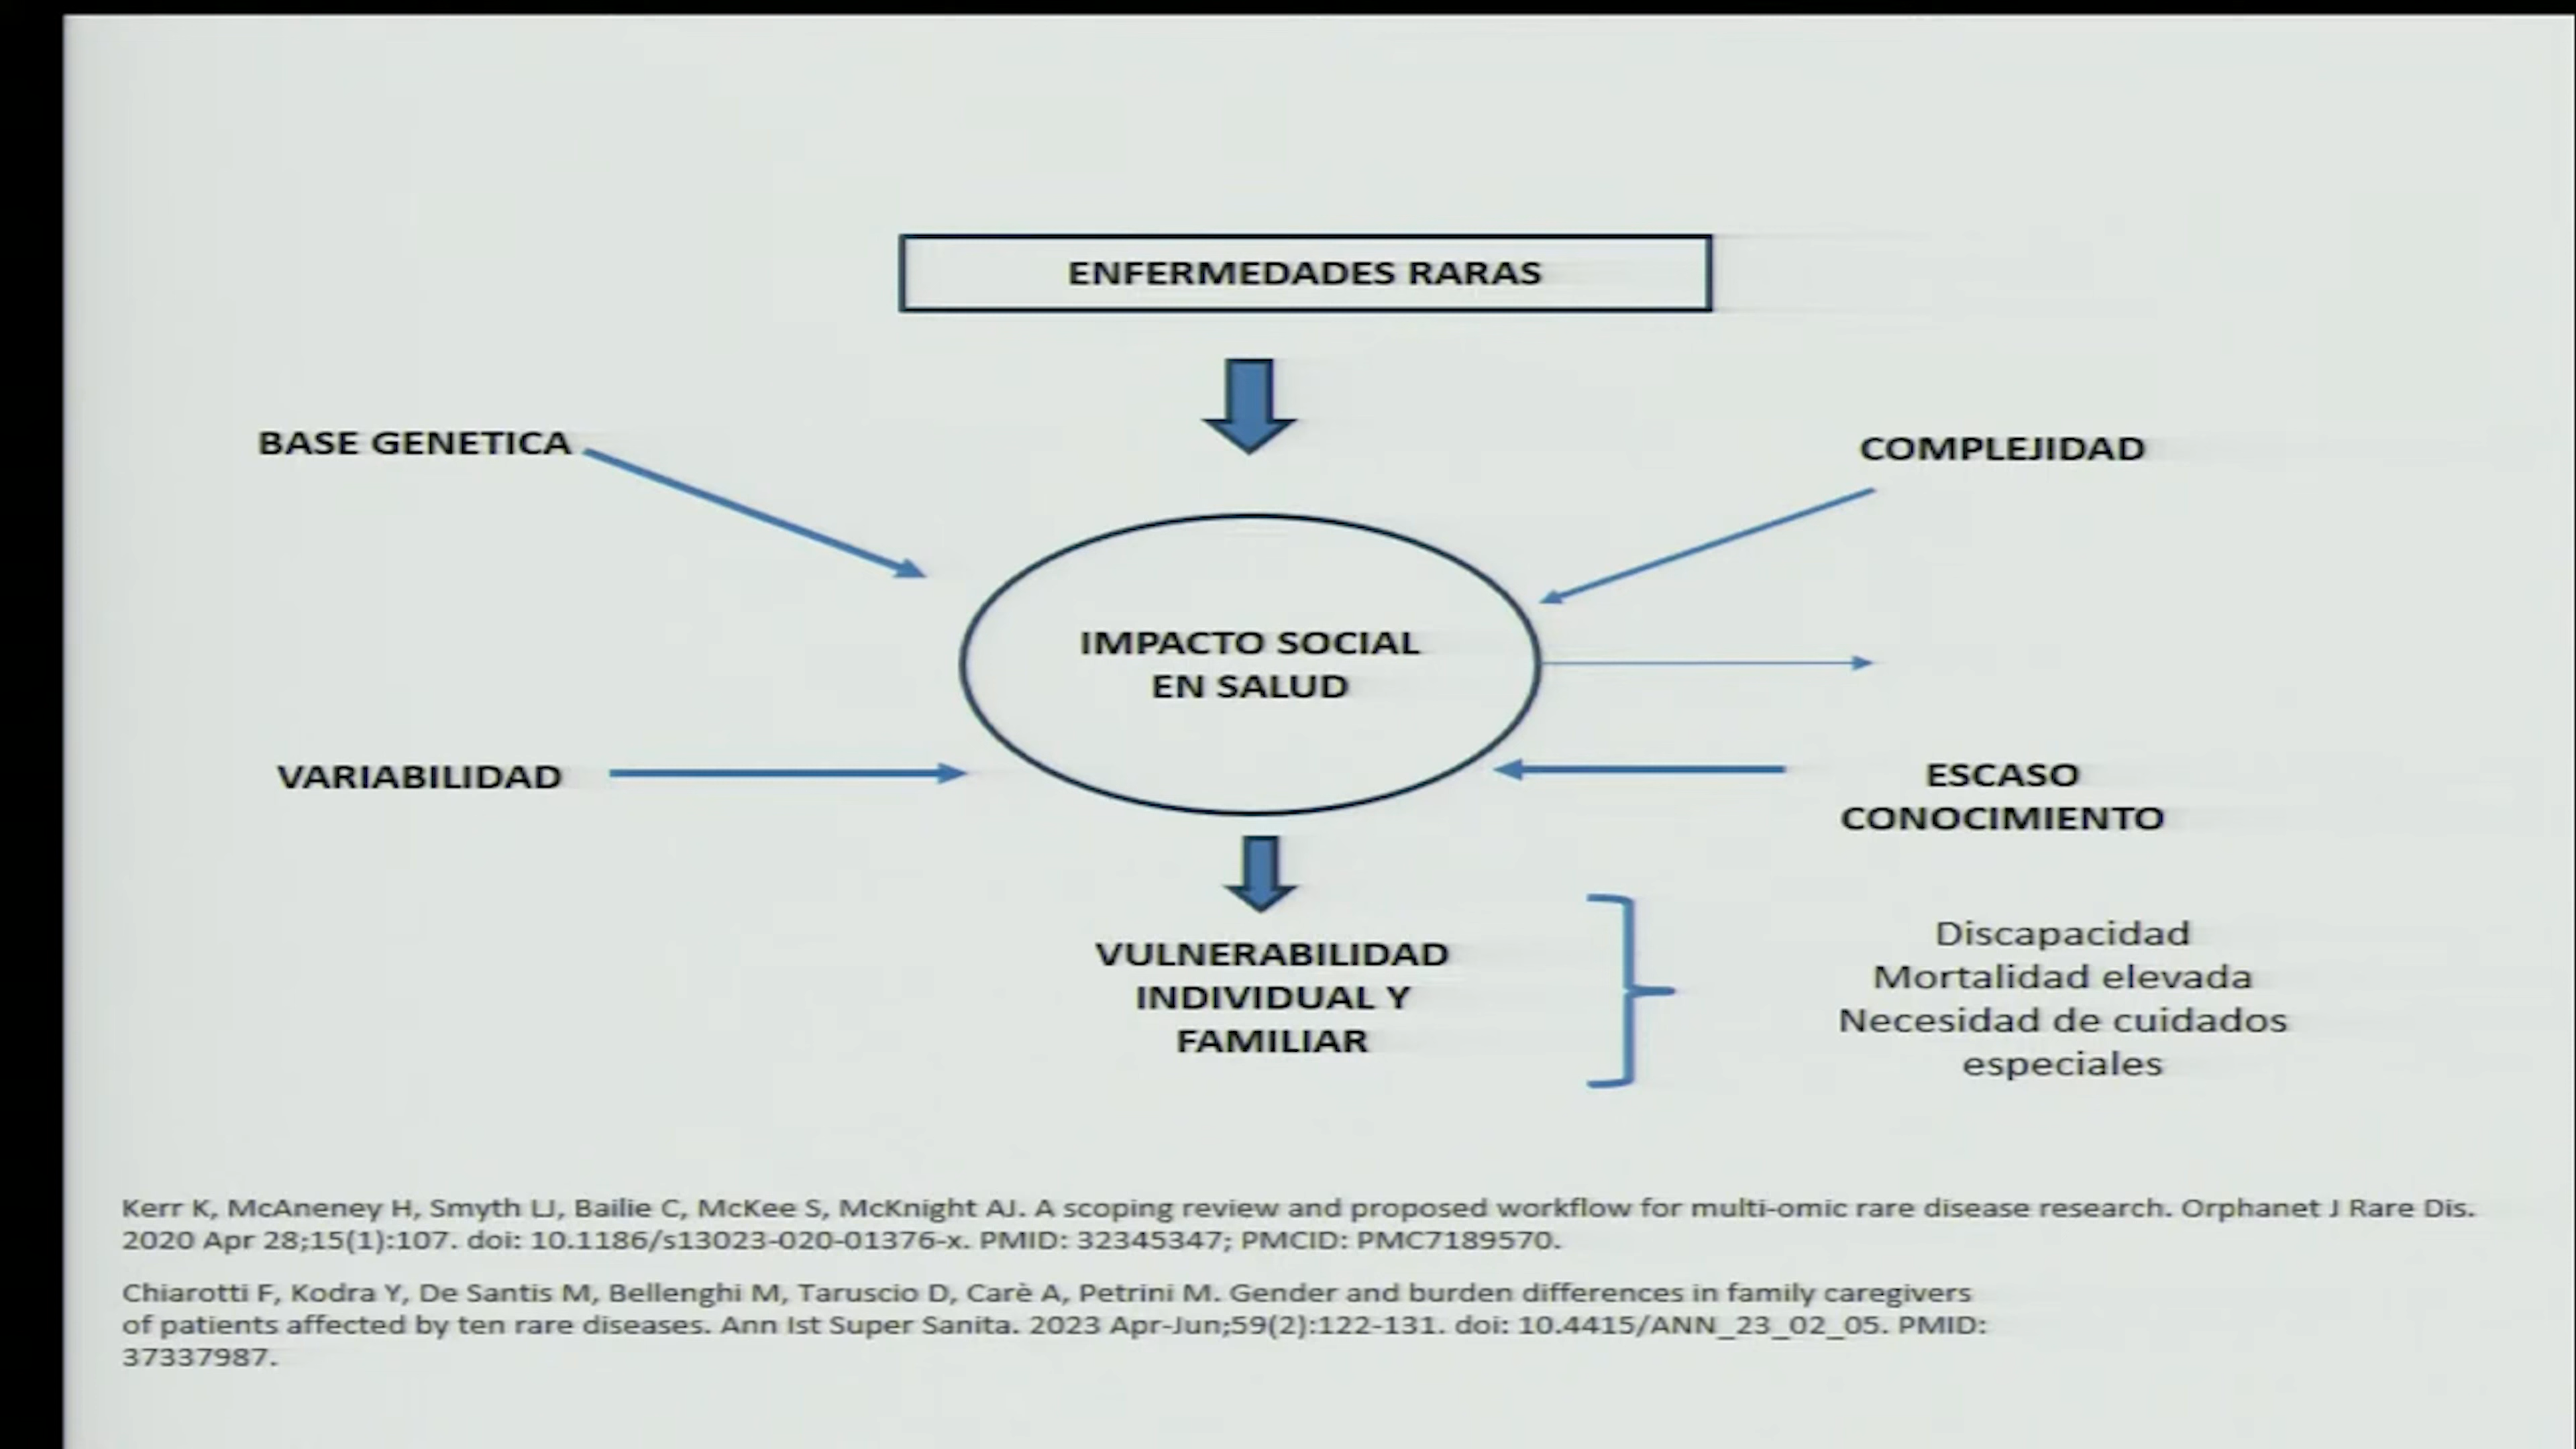 ENFERMEDADES RARAS
BASE GENETICA
COMPLEJIDAD
IMPACTO SOCIAL
EN SALUD
VARIABILIDAD
ESCASO
CONOCIMIENTO
VULNERABILIDAD
INDIVIDUAL Y
FAMILIAR
Discapacidad
Mortalidad elevada
Necesidad de cuidados
especiales
Kerr K, McAneney H, Smyth LJ, Bailie C, McKee S, McKnight AJ. A scoping review and proposed workflow for multi-omic rare disease research. Orphanet J Rare Dis.
2020 Apr 28;15(1):107. doi: 10.1186/s13023-020-01376-x. PMID: 32345347; PMCID: PMC7189570.
Chiarotti F, Kodra Y, De Santis M, Bellenghi M, Taruscio D, Carè A, Petrini M. Gender and burden differences in family caregivers
of patients affected by ten rare diseases. Ann Ist Super Sanita. 2023 Apr-Jun;59(2):122-131. doi: 10.4415/ANN_23_02_05. PMID:
37337987.